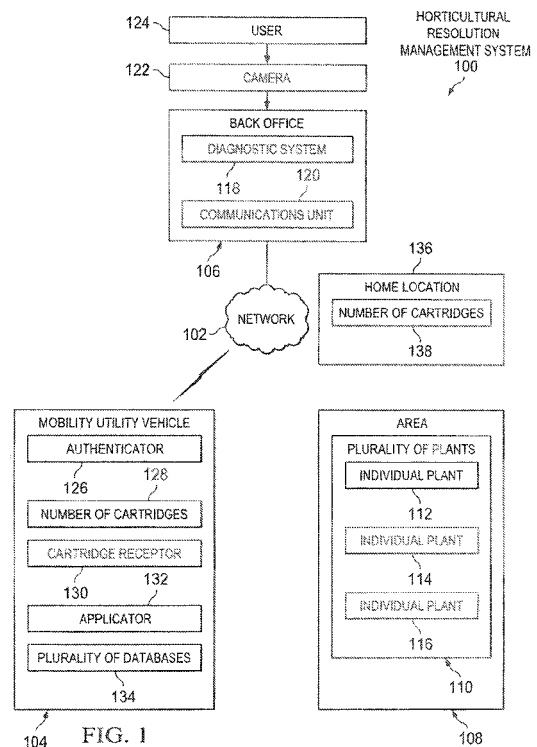 124
USER
HORTICULTURAL
RESOLUTION
MANAGEMENT SYSTEM
100
122
CAMERA
BACK OFFICE
DIAGNOSTIC SYSTEM
118
120
COMMUNICATIONS UNIT
106
136
HOME LOCATION
NUMBER OF CARTRIDGES
138
102
NETWORK
MOBILITY UTILITY VEHICLE
AUTHENTICATOR
126
128
NUMBER OF CARTRIDGES
CARTRIDGE RECEPTOR
130
132
APPLICATOR
PLURALITY OF DATABASES
134
104
AREA
PLURALITY OF PLANTS
INDIVIDUAL PLANT
112
INDIVIDUAL PLANT
114
INDIVIDUAL PLANT
116
110
108
FIG. 1